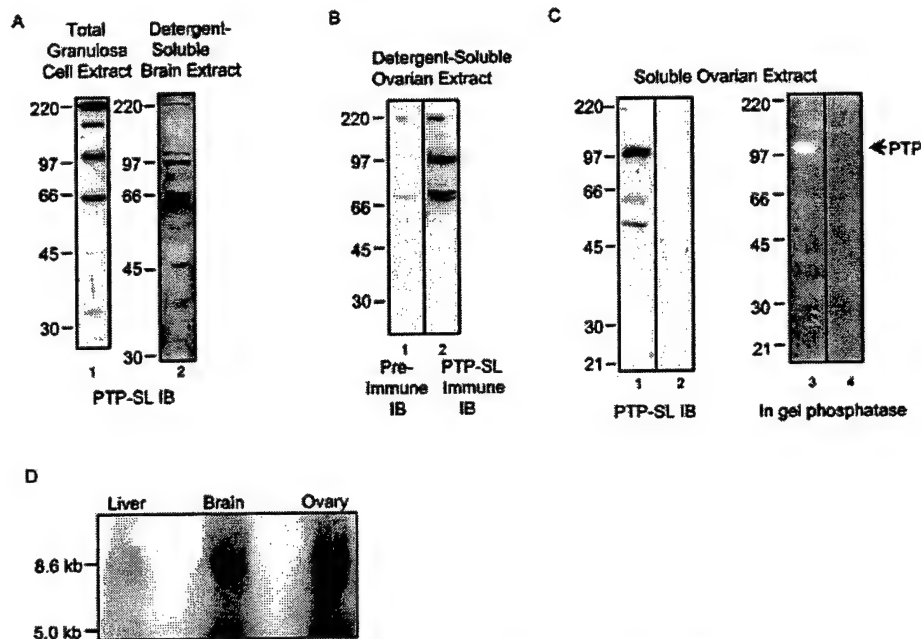 A
Total
Granulosa
Cell Extract
Detergent-
Soluble
Brain Extract
220
97
66
45
30
220
97
66
45
30
1
2
PTP-SL IB
B
Detergent-Soluble
Ovarian Extract
220
97
66
45
30
1
2
Pre-
Immune
IB
PTP-SL
Immune
IB
C
Soluble Ovarian Extract
220
97
66
45
30
21
220
97
66
45
30
21
PTP
1
2
3
4
PTP-SL IB
In gel phosphatase
D
Liver
Brain
Ovary
8.6 kb
5.0 kb